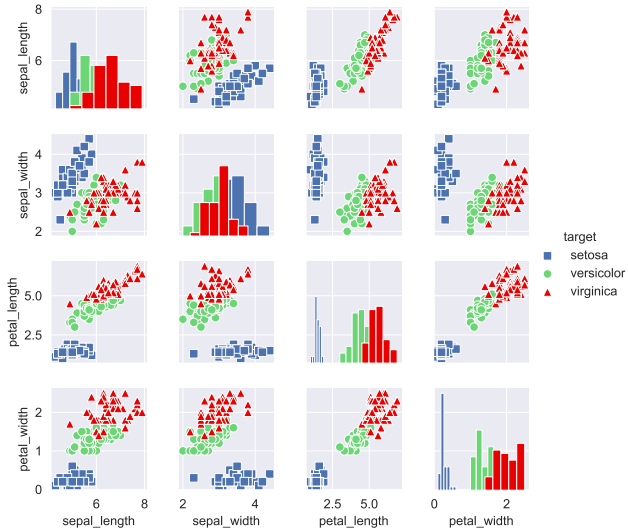 sepal_length
8
6
sepal_width
4
3
2
petal_length
5.0
2.5
petal_width
2
1
0
6
8
sepal_length
2
4
sepal_width
2.5
5.0
petal_length
0
2
petal_width
target
setosa
versicolor
virginica